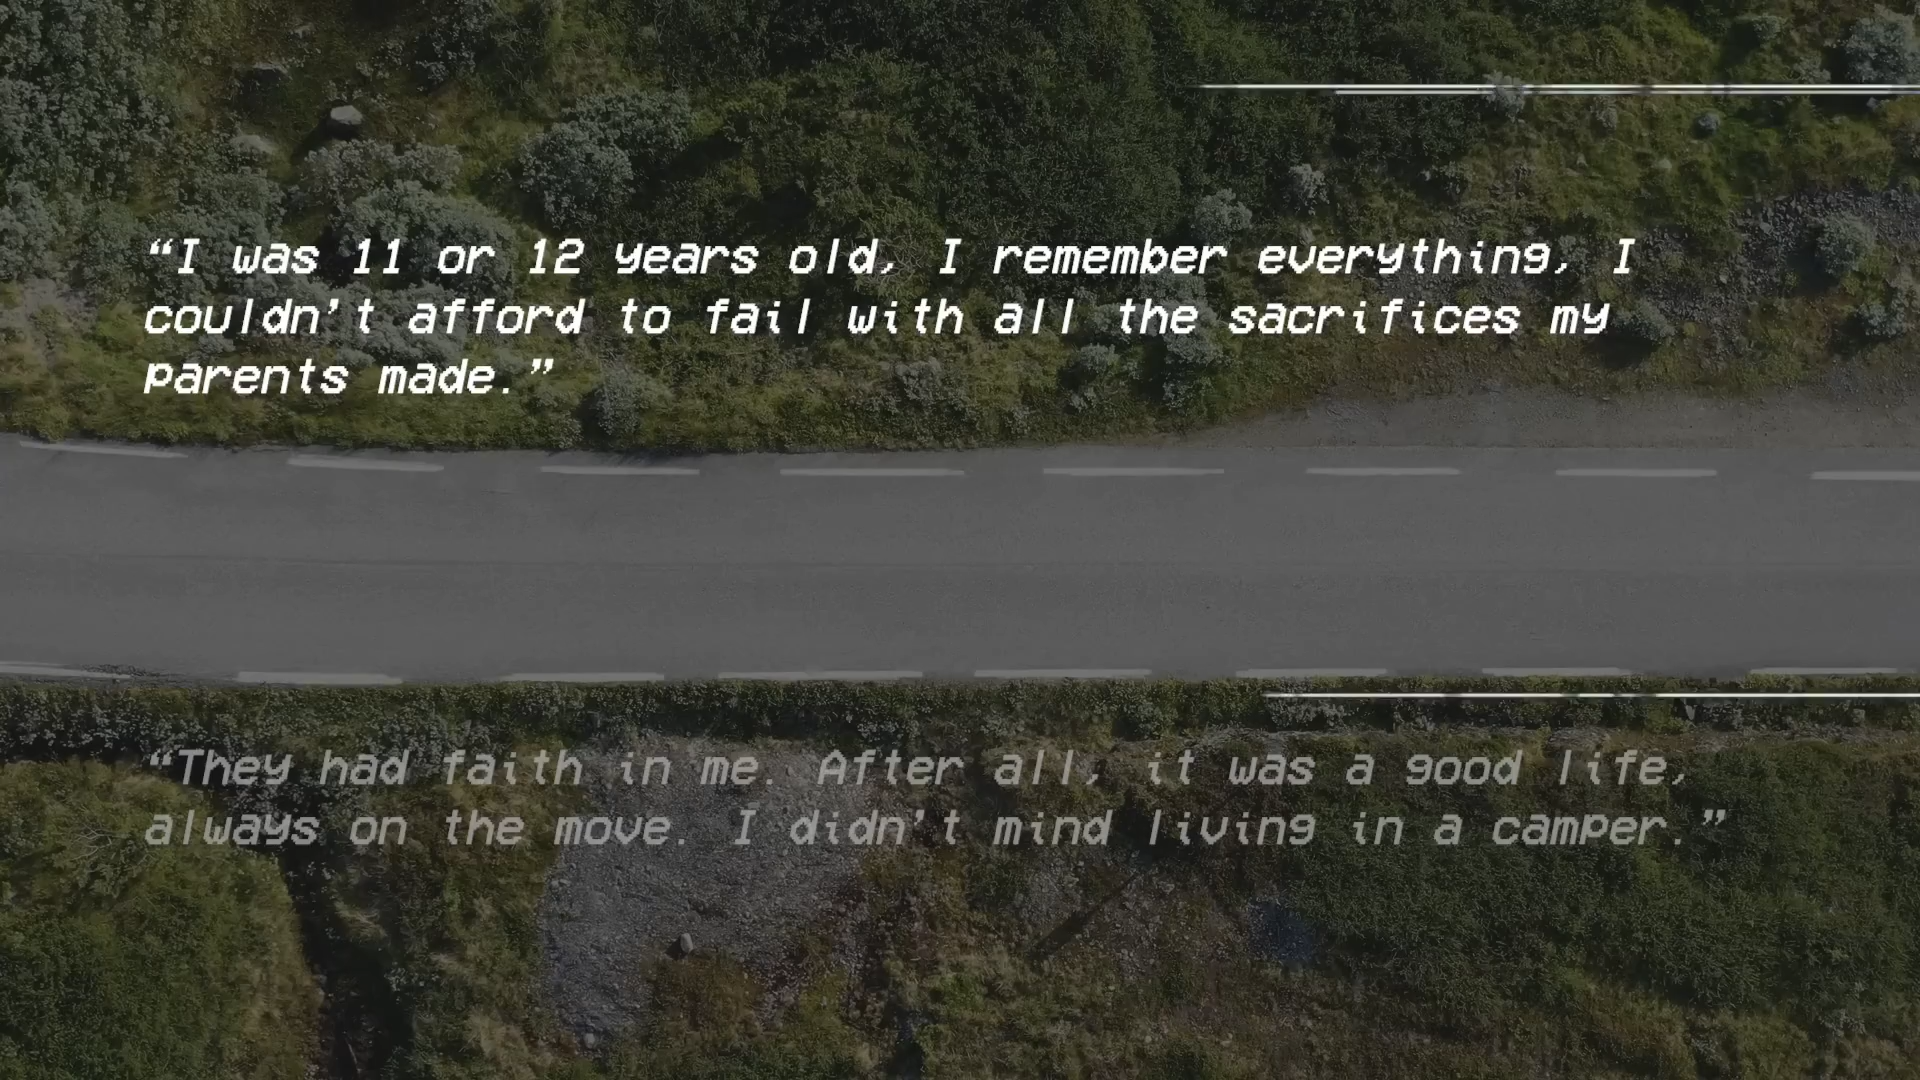 “I was 11 or 12 years old, I remember everything, I
couldn’t afford to fail with all the sacrifices my
parents made.”
“They had faith in me. After all, it was a good life,
always on the move. I didn’t mind living in a camper.”